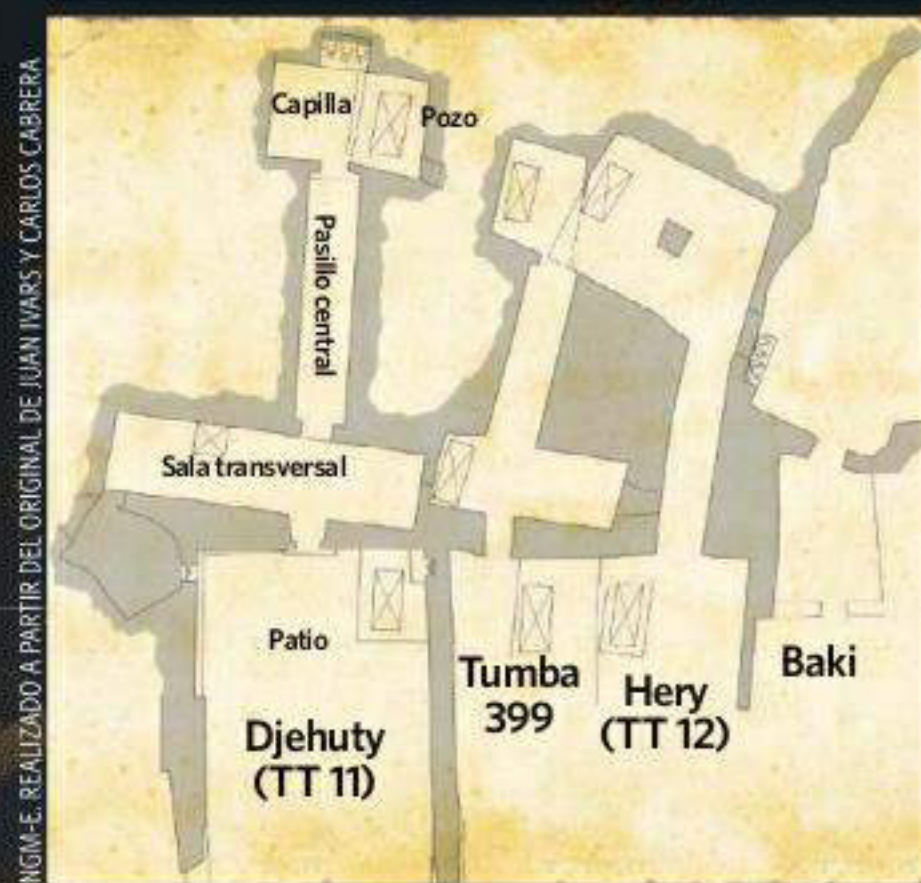 NGM-E. REALIZADO A PARTIR DEL ORIGINAL DE JUAN IVARS Y CARLOS CABRERA
Capilla
Pozo
Pasillo central
Sala transversal
Patio
Djehuty
(TT 11)
Tumba
399
Hery
(TT 12)
Baki